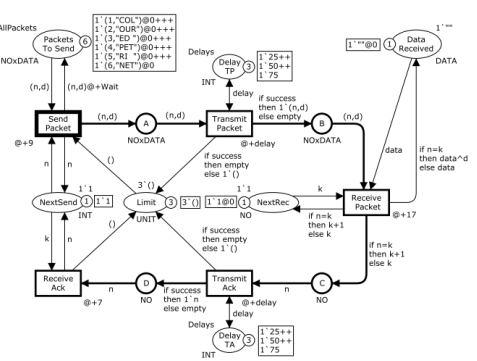 AllPackets
Packets
To Send
6
1`(1,"COL")@0+++
1`(2,"OUR")@0+++
1`(3,"ED ")@0+++
1`(4,"PET")@0+++
1`(5,"RI  ")@0+++
1`(6,"NET")@0
NOxDATA
Delays
Delay
TP
3
1`25++
1`50++
1`75
INT
1`""@0
1
1`""
Data
Received
DATA
(n,d)
(n,d)@+Wait
delay
Send
Packet
@+9
(n,d)
A
NOxDATA
(n,d)
Transmit
Packet
@+delay
if success
then 1`(n,d)
else empty
B
NOxDATA
(n,d)
data
if n=k
then data^d
else data
n
n
()
if success
then empty
else 1`()
NextSend
1`1
1
1`1
INT
3`()
Limit
3
3`()
UNIT
1`1
1`1@0
1
NextRec
NO
k
if n=k
then k+1
else k
Receive
Packet
@+17
k
n
()
if success
then empty
else 1`()
if n=k
then k+1
else k
Receive
Ack
@+7
n
D
NO
if success
then 1`n
else empty
Transmit
Ack
@+delay
n
C
NO
delay
Delays
Delay
TA
3
1`25++
1`50++
1`75
INT